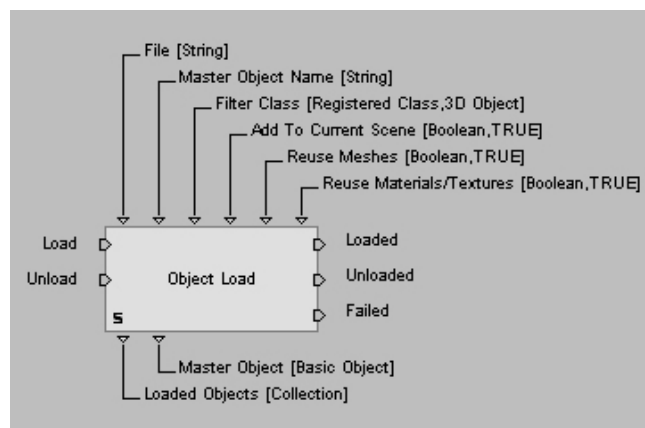 File [String]
Master Object Name [String]
Filter Class [Registered Class,3D Object]
Add To Current Scene [Boolean,TRUE]
Reuse Meshes [Boolean,TRUE]
Reuse Materials/Textures [Boolean,TRUE]
Load Loaded
Unload Object Load Unloaded
S Failed
Master Object [Basic Object]
Loaded Objects [Collection]